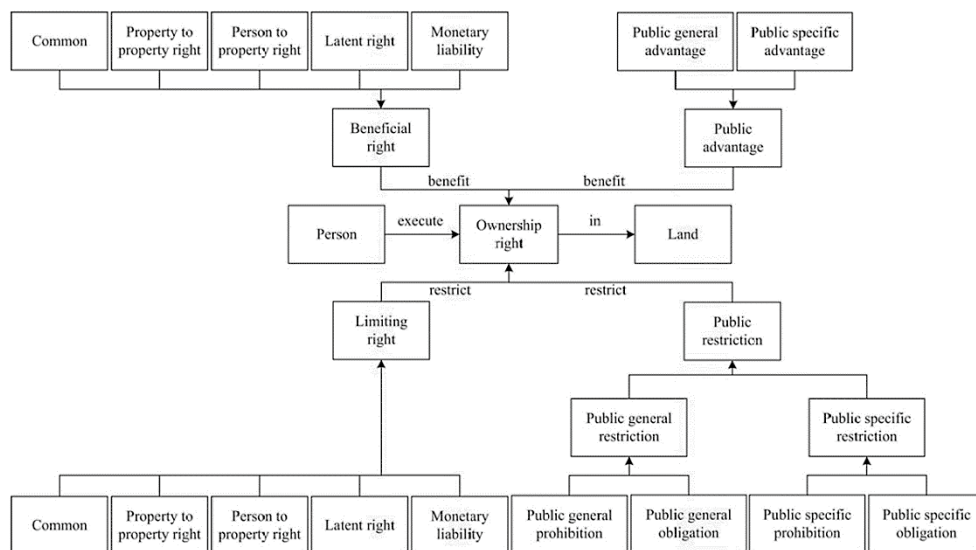 Common
Property to
property right
Person to
property right
Latent right
Monetary
liability
Public general
advantage
Public specific
advantage
Beneficial
right
Public
advantage
benefit
benefit
Person
execute
Ownership
right
in
Land
restrict
restrict
Limiting
right
Public
restriction
Public general
restriction
Public specific
restriction
Common
Property to
property right
Person to
property right
Latent right
Monetary
liability
Public general
prohibition
Public general
obligation
Public specific
prohibition
Public specific
obligation